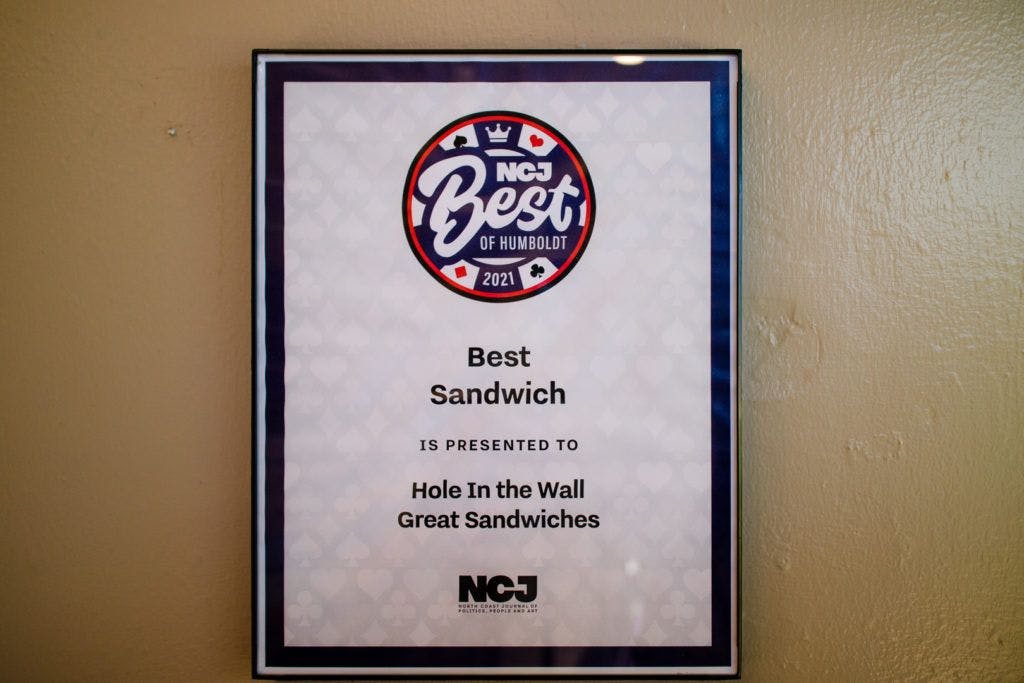 NCJ
Best
OF HUMBOLDT
2021
Best
Sandwich
IS PRESENTED TO
Hole In the Wall
Great Sandwiches
NCJ
NORTH COAST JOURNAL OF
POLITICS, PEOPLE AND ART